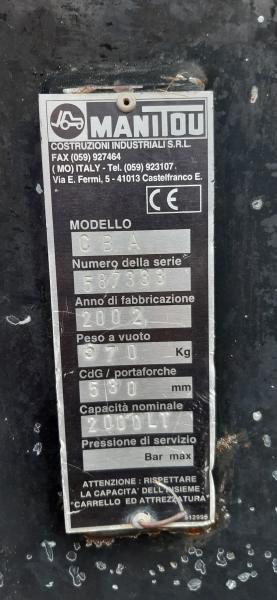 MANITOU
COSTRUZIONI INDUSTRIALI S.R.L.
FAX (059) 927464
( MO) ITALY - Tel. (059) 923107
Via E. Fermi, 5 - 41013 Castelfranco E.
CE
MODELLO
CBA
Numero della serie
587333
Anno di fabbricazione
2002
Peso a vuoto
570 Kg
CdG / portaforche
530 mm
Capacità nominale
2000LT
Pressione di servizio
Bar max
ATTENZIONE : RISPETTARE
LA CAPACITA' DELL'INSIEME
"CARRELLO ED ATTREZZATURA"